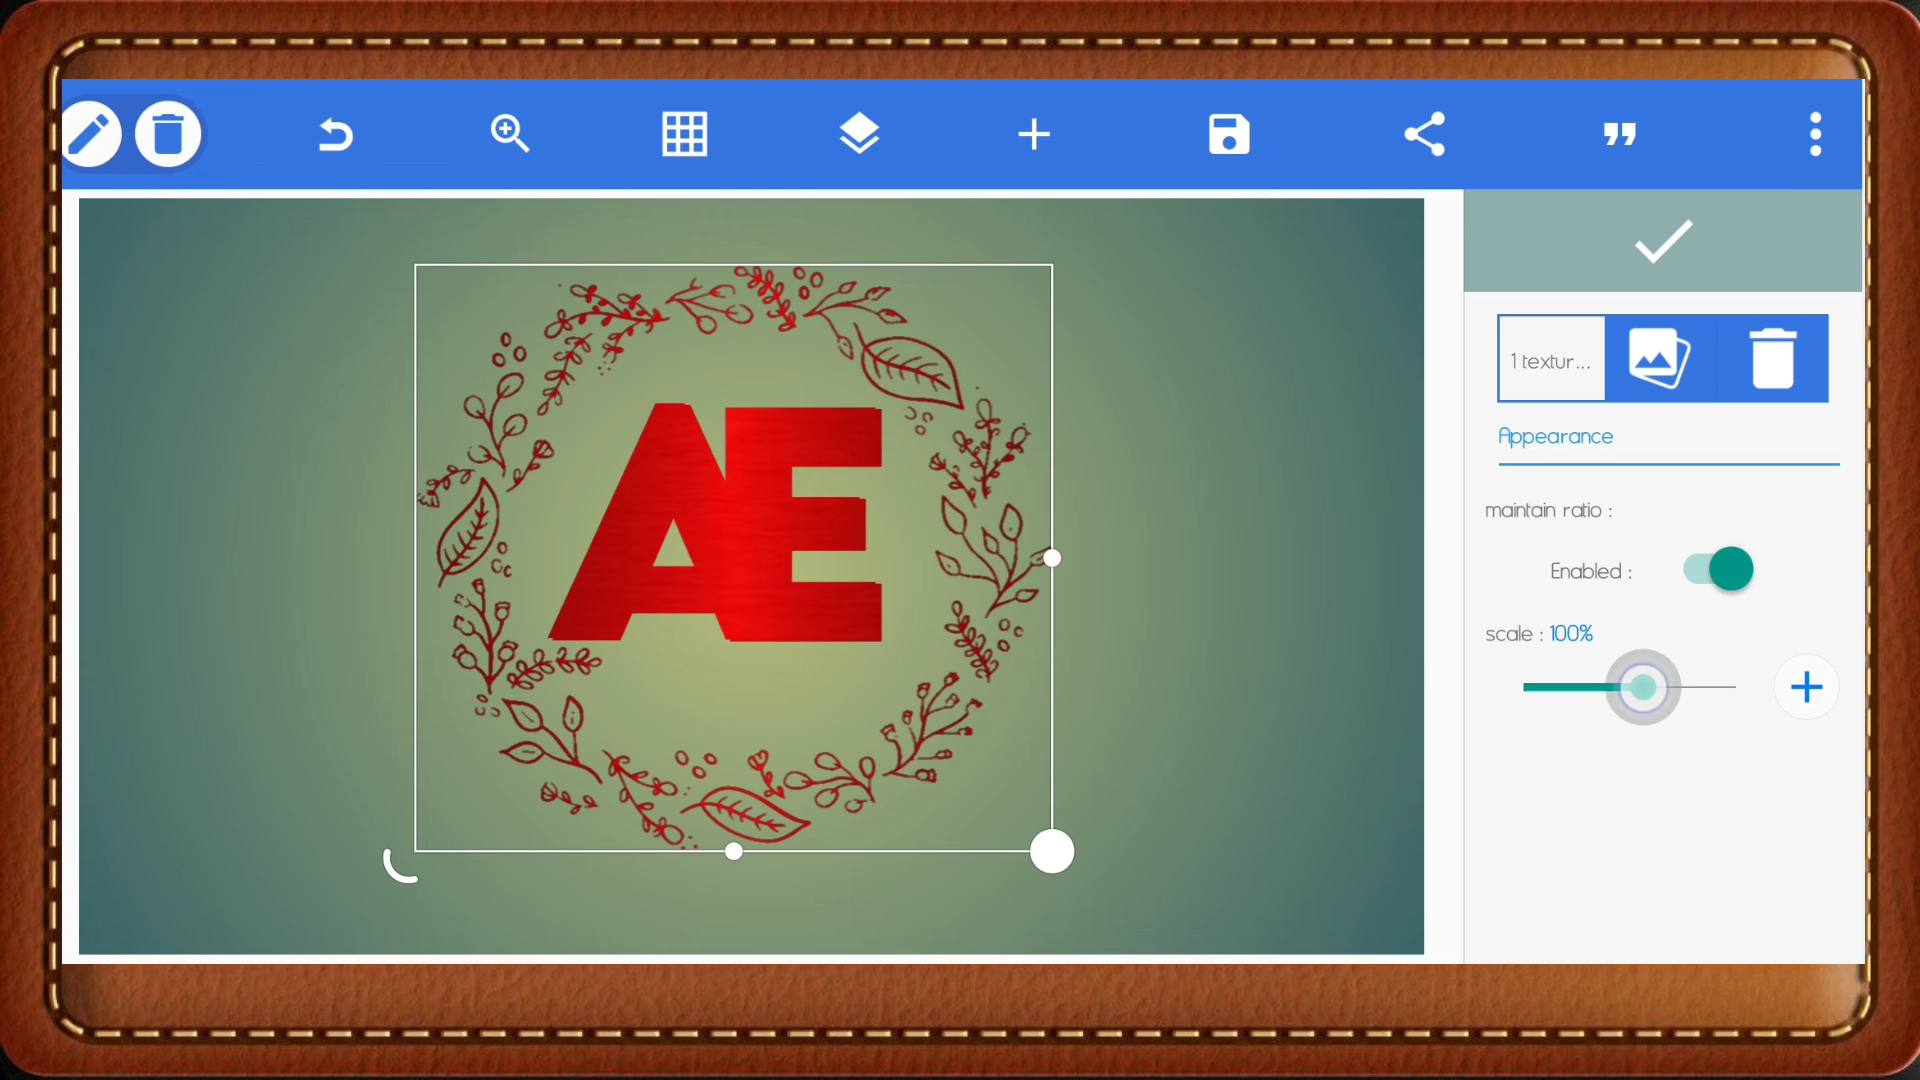 1 textur...
Appearance
maintain ratio :
Enabled :
scale : 100%
AE